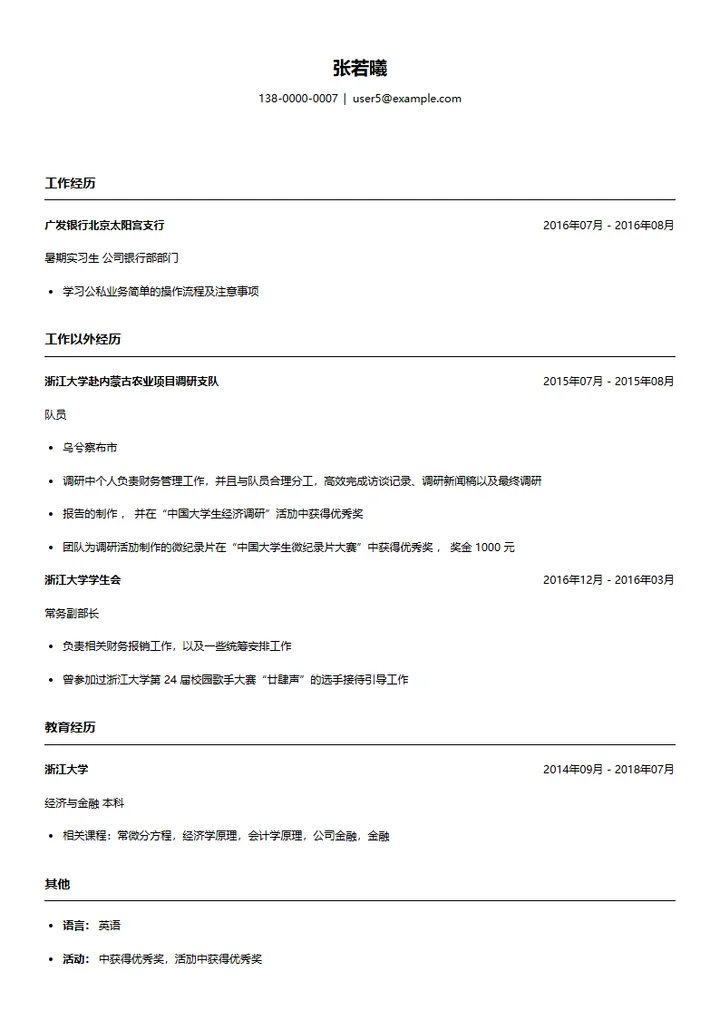 张若曦
138-0000-0007 | user5@example.com
工作经历
广发银行北京太阳宫支行 2016年07月 - 2016年08月
暑期实习生 公司银行部部门
• 学习公私业务简单的操作流程及注意事项
工作以外经历
浙江大学赴内蒙古农业项目调研支队 2015年07月 - 2015年08月
队员
• 乌兮察布市
• 调研中个人负责财务管理工作，并且与队员合理分工，高效完成访谈记录、调研新闻稿以及最终调研
• 报告的制作 ， 并在“中国大学生经济调研”活动中获得优秀奖
• 团队为调研活动制作的微纪录片在“中国大学生微纪录片大赛”中获得优秀奖 ， 奖金 1000 元
浙江大学学生会 2016年12月 - 2016年03月
常务副部长
• 负责相关财务报销工作，以及一些统筹安排工作
• 曾参加过浙江大学第 24 届校园歌手大赛“廿肆声”的选手接待引导工作
教育经历
浙江大学 2014年09月 - 2018年07月
经济与金融 本科
• 相关课程：常微分方程，经济学原理，会计学原理，公司金融，金融
其他
• 语言： 英语
• 活动： 中获得优秀奖，活动中获得优秀奖